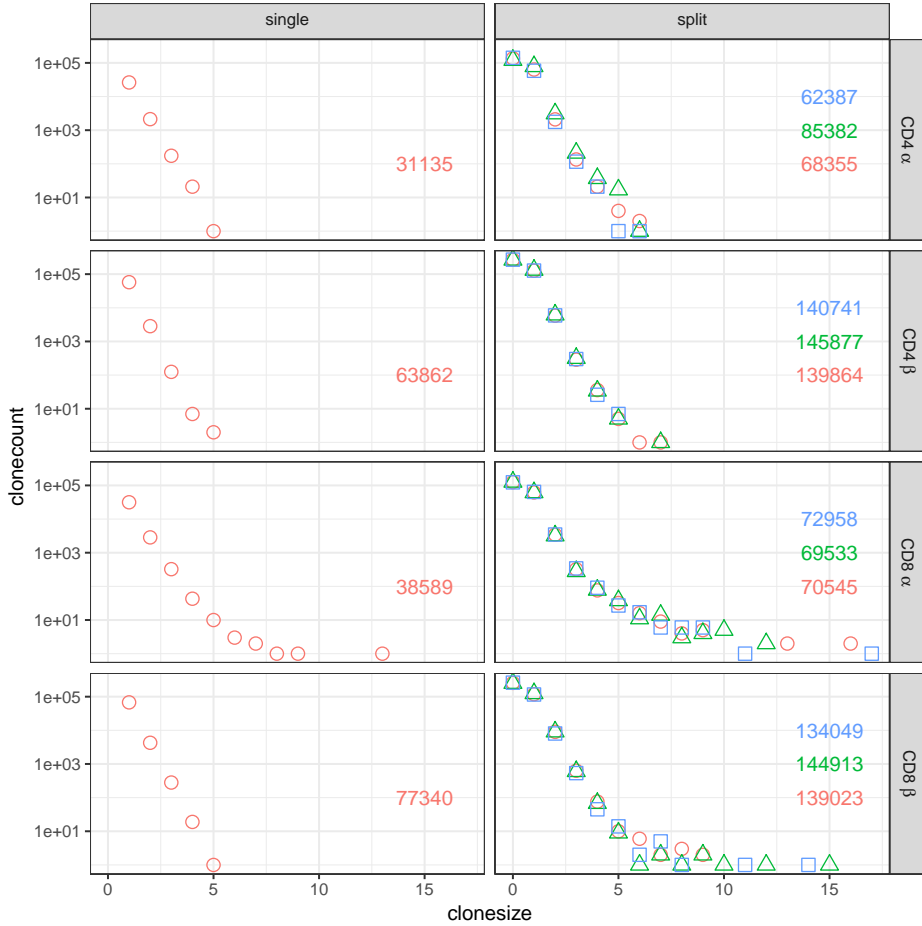 single
split
1e+05
1e+03
1e+01
31135
62387
85382
68355
CD4 α
1e+05
1e+03
1e+01
63862
140741
145877
139864
CD4 β
1e+05
1e+03
1e+01
38589
72958
69533
70545
CD8 α
1e+05
1e+03
1e+01
77340
134049
144913
139023
CD8 β
0 5 10 15 0 5 10 15
clonesize
clonecount